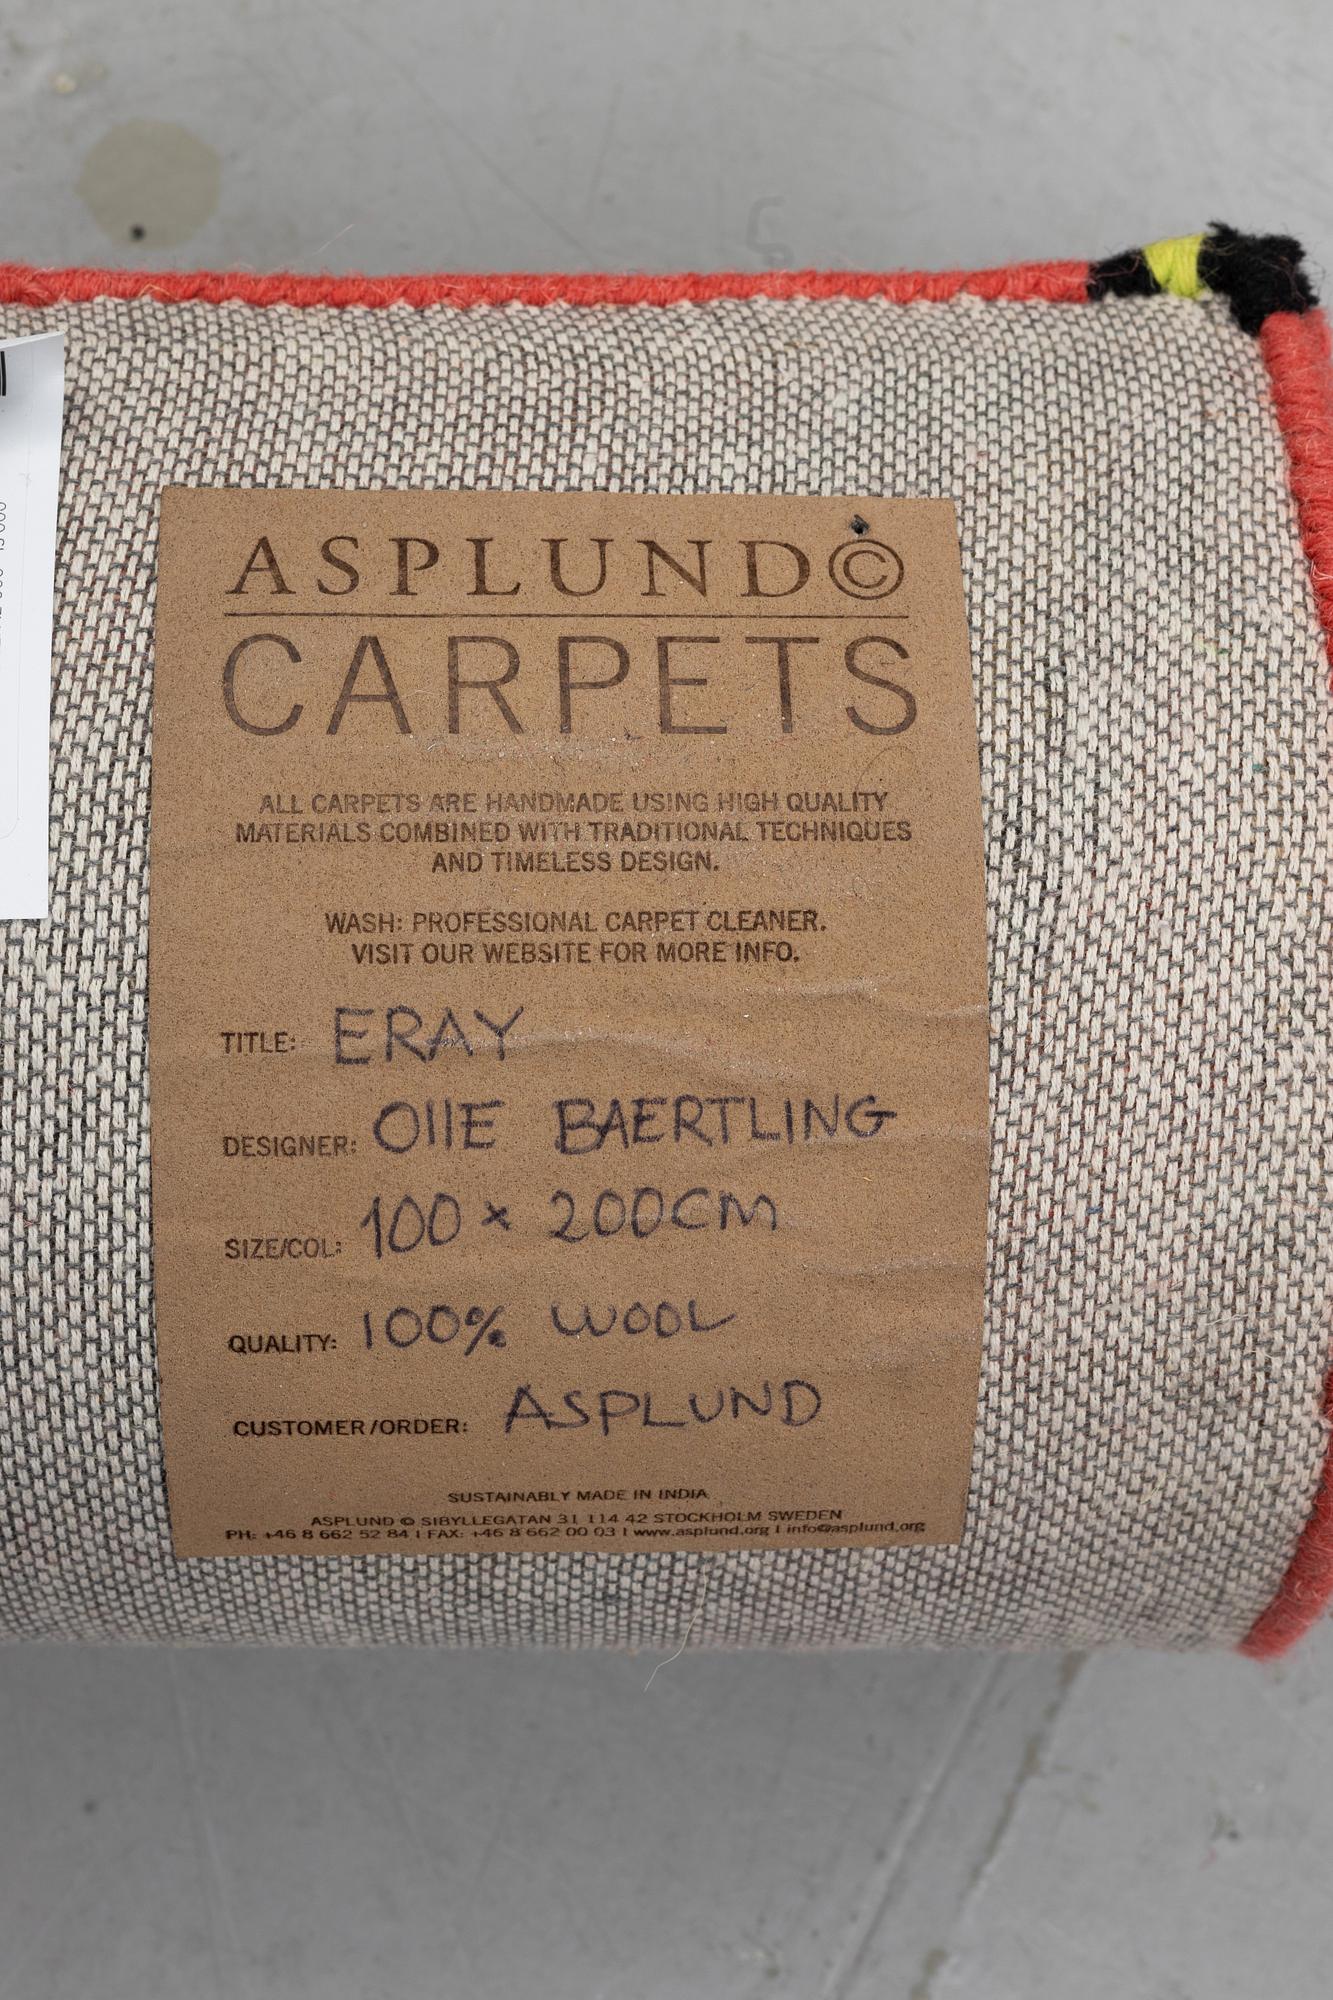 ASPLUND©
CARPETS
ALL CARPETS ARE HANDMADE USING HIGH QUALITY
MATERIALS COMBINED WITH TRADITIONAL TECHNIQUES
AND TIMELESS DESIGN.
WASH: PROFESSIONAL CARPET CLEANER.
VISIT OUR WEBSITE FOR MORE INFO.
TITLE: ERAY
DESIGNER: OllE BAERTLING
SIZE/COL: 100 x 200CM
QUALITY: 100% WOOL
CUSTOMER/ORDER: ASPLUND
SUSTAINABLY MADE IN INDIA
ASPLUND © SIBYLLEGATAN 31 114 42 STOCKHOLM SWEDEN
PH: +46 8 662 52 84 | FAX: +46 8 662 00 03 | www.asplund.org | info@asplund.org